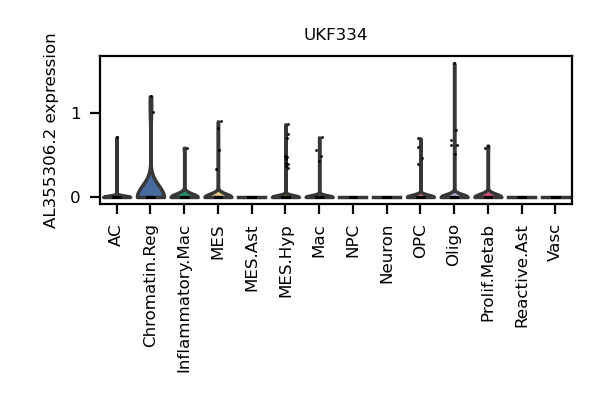 UKF334
AL355306.2 expression
1
0
AC
Chromatin.Reg
Inflammatory.Mac
MES
MES.Ast
MES.Hyp
Mac
NPC
Neuron
OPC
Oligo
Prolif.Metab
Reactive.Ast
Vasc